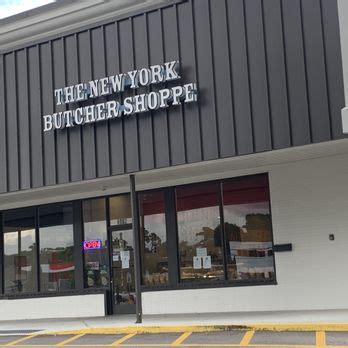 THE NEW YORK
BUTCHER SHOPPE
OPEN